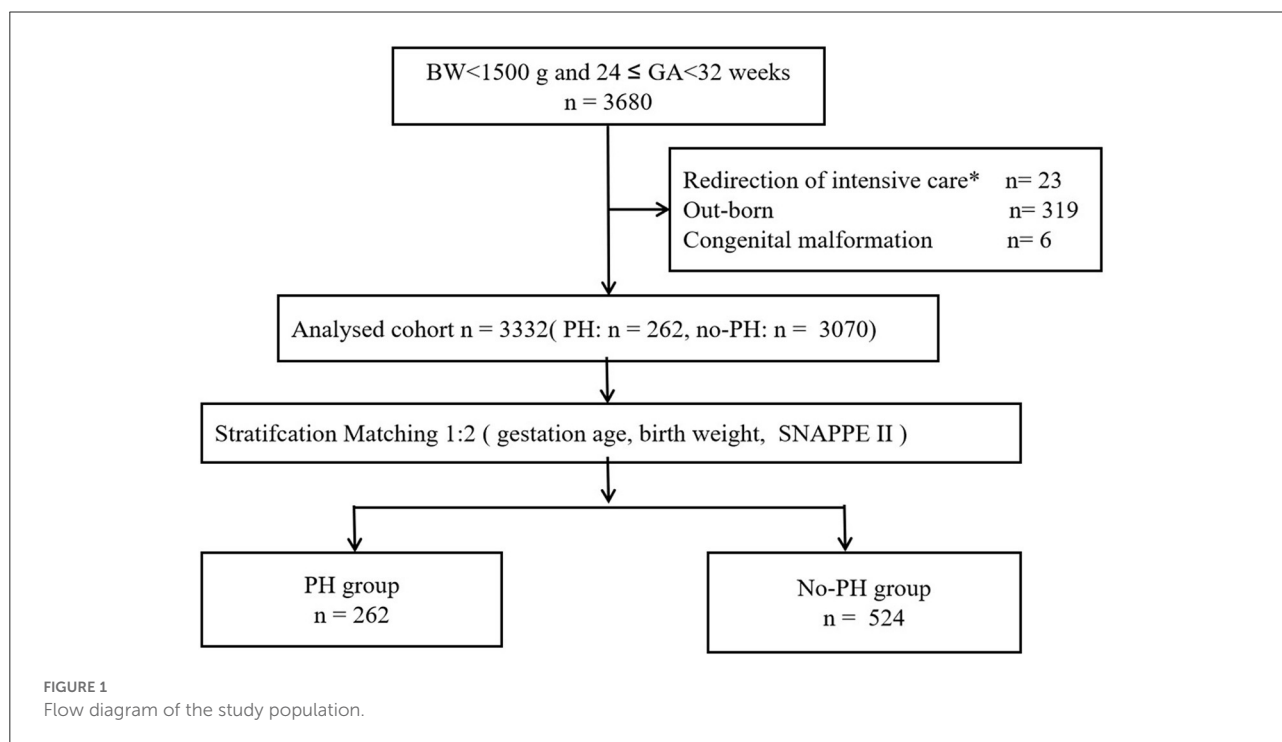 BW<1500 g and 24 ≤ GA<32 weeks
n = 3680
Redirection of intensive care* n= 23
Out-born n= 319
Congenital malformation n= 6
Analysed cohort n = 3332( PH: n = 262, no-PH: n = 3070)
Stratifcation Matching 1:2 ( gestation age, birth weight, SNAPPE II )
PH group
n = 262
No-PH group
n = 524
FIGURE 1
Flow diagram of the study population.